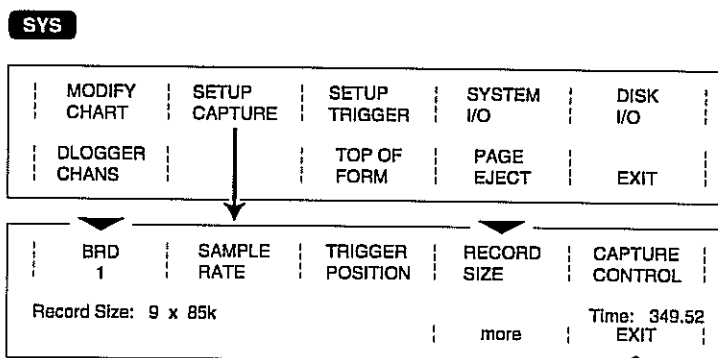 SYS
MODIFY SETUP SETUP SYSTEM DISK
CHART CAPTURE TRIGGER I/O I/O
DLOGGER TOP OF PAGE
CHANS FORM EJECT EXIT
BRD SAMPLE TRIGGER RECORD CAPTURE
1 RATE POSITION SIZE CONTROL
Record Size: 9 x 85k Time: 349.52
more EXIT